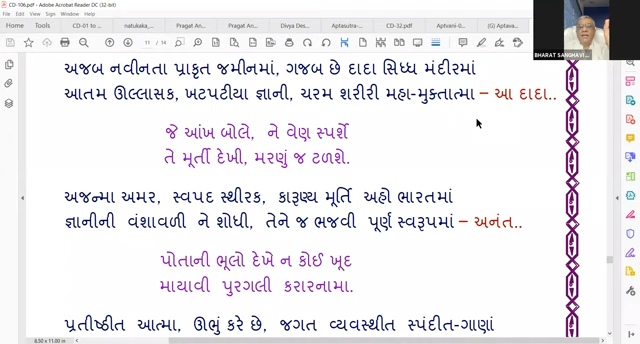 CD-106.pdf - Adobe Acrobat Reader DC (32-bit)
File Edit View Sign Window Help
Home Tools
CD-01 to ...
natukaka_...
Pragat An...
Pragat An...
Divya Des...
Aptasutra-...
CD-32.pdf
Aptvani-0...
(G) Aptava...
11 / 14
BHARAT SANGHAVI...
અજબ નવીનતા પ્રાકૃત જમીનમાં, ગજબ છે દાદા સિધ્ધ મંદીરમાં
આતમ ઊલ્લાસક, ખટપટીયા જ્ઞાની, ચરમ શરીરી મહા-મુક્તાત્મા – આ દાદા..
જે આંખ બોલે, ને વેણ સ્પર્શે
તે મૂર્તી દેખી, મરણું જ ટળશે.
અજન્મા અમર, સ્વપદ સ્થીરક, કારૂણ્ય મૂર્તિ અહો ભારતમાં
જ્ઞાનીની વંશાવળી ને શોધી, તેને જ ભજવી પૂર્ણ સ્વરૂપમાં – અનંત..
પોતાની ભૂલો દેખે ન કોઈ ખૂદ
માયાવી પુરગલી કરારનામા.
પ્રતીષ્ઠીત આત્મા, ઊભું કરે છે, જગત વ્યવસ્થીત સ્પંદીત-ગાણાં
8.50 x 11.00 in